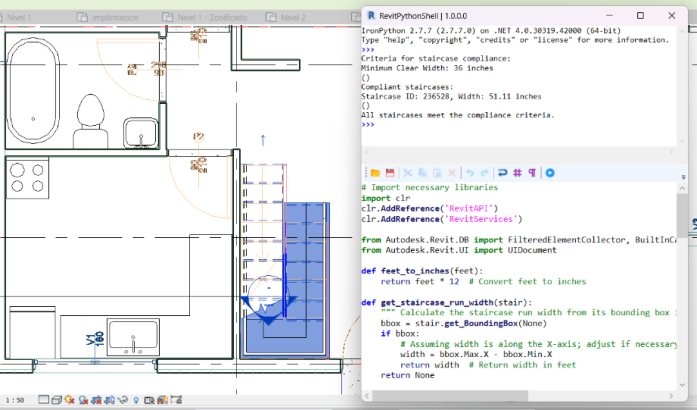 Nivel 1
Implantacion
Nivel 1 - Zonificado
Nivel 2
RevitPythonShell | 1.0.0.0
IronPython 2.7.7 (2.7.7.0) on .NET 4.0.30319.42000 (64-bit)
Type "help", "copyright", "credits" or "license" for more information.
>>>
Criteria for staircase compliance:
Minimum Clear Width: 36 inches
()
Compliant staircases:
Staircase ID: 236528, Width: 51.11 inches
()
All staircases meet the compliance criteria.
>>>
# Import necessary libraries
import clr
clr.AddReference('RevitAPI')
clr.AddReference('RevitServices')
from Autodesk.Revit.DB import FilteredElementCollector, BuiltInCa
from Autodesk.Revit.UI import UIDocument
def feet_to_inches(feet):
return feet * 12 # Convert feet to inches
def get_staircase_run_width(stair):
""" Calculate the staircase run width from its bounding box i
bbox = stair.get_BoundingBox(None)
if bbox:
# Assuming width is along the X-axis; adjust if necessary
width = bbox.Max.X - bbox.Min.X
return width # Return width in feet
return None
P2
V1
180
1 : 50